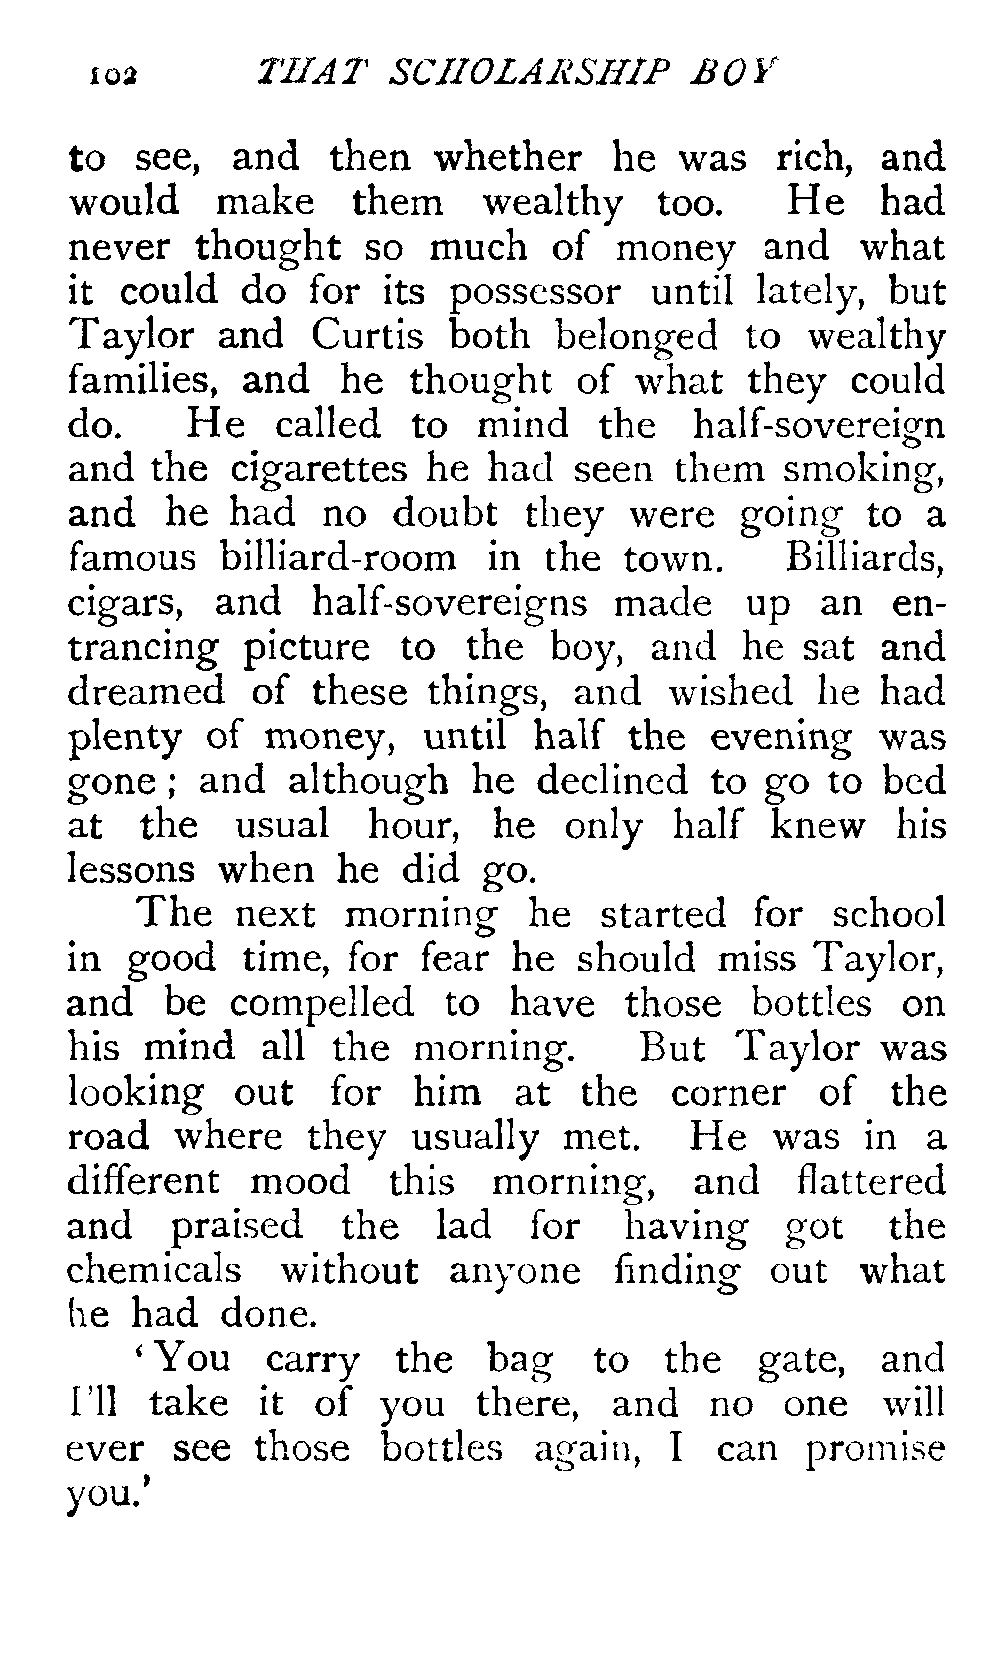 102 THAT SCHOLARSHIP BOY
to see, and then whether he was rich, and
would make them wealthy too. He had
never thought so much of money and what
it could do for its possessor until lately, but
Taylor and Curtis both belonged to wealthy
families, and he thought of what they could
do. He called to mind the half-sovereign
and the cigarettes he had seen them smoking,
and he had no doubt they were going to a
famous billiard-room in the town. Billiards,
cigars, and half-sovereigns made up an en-
trancing picture to the boy, and he sat and
dreamed of these things, and wished he had
plenty of money, until half the evening was
gone ; and although he declined to go to bed
at the usual hour, he only half knew his
lessons when he did go.
The next morning he started for school
in good time, for fear he should miss Taylor,
and be compelled to have those bottles on
his mind all the morning. But Taylor was
looking out for him at the corner of the
road where they usually met. He was in a
different mood this morning, and flattered
and praised the lad for having got the
chemicals without anyone finding out what
he had done.
‘ You carry the bag to the gate, and
I'll take it of you there, and no one will
ever see those bottles again, I can promise
you.’